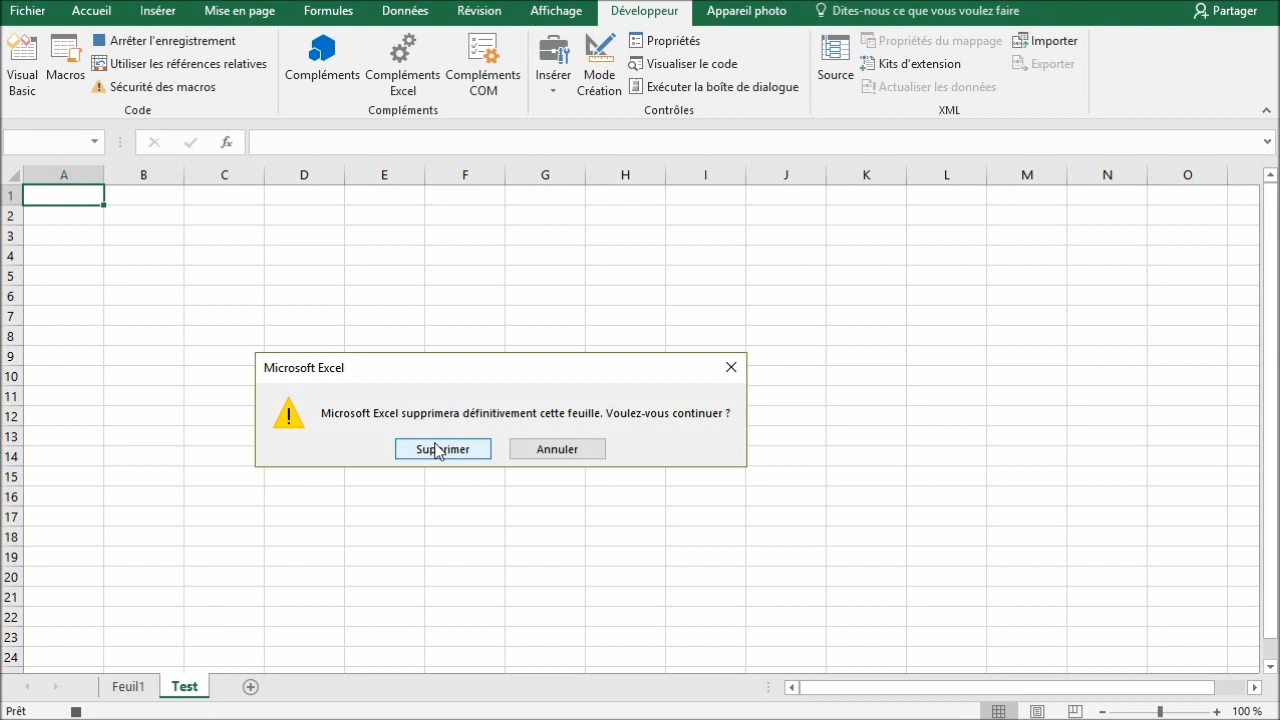 Fichier Accueil Insérer Mise en page Formules Données Révision Affichage Développeur Appareil photo Dites-nous ce que vous voulez faire Partager
Visual Basic
Macros
Arrêter l'enregistrement
Utiliser les références relatives
Sécurité des macros
Code
Compléments
Compléments Excel
Compléments COM
Compléments
Insérer
Mode Création
Propriétés
Visualiser le code
Exécuter la boîte de dialogue
Contrôles
Source
Propriétés du mappage
Kits d'extension
Actualiser les données
Importer
Exporter
XML
fx
A B C D E F G H I J K L M N O
1
2
3
4
5
6
7
8
9
10
11
12
13
14
15
16
17
18
19
20
21
22
23
24
Microsoft Excel
Microsoft Excel supprimera définitivement cette feuille. Voulez-vous continuer ?
Supprimer Annuler
Feuil1 Test
Prêt 100 %